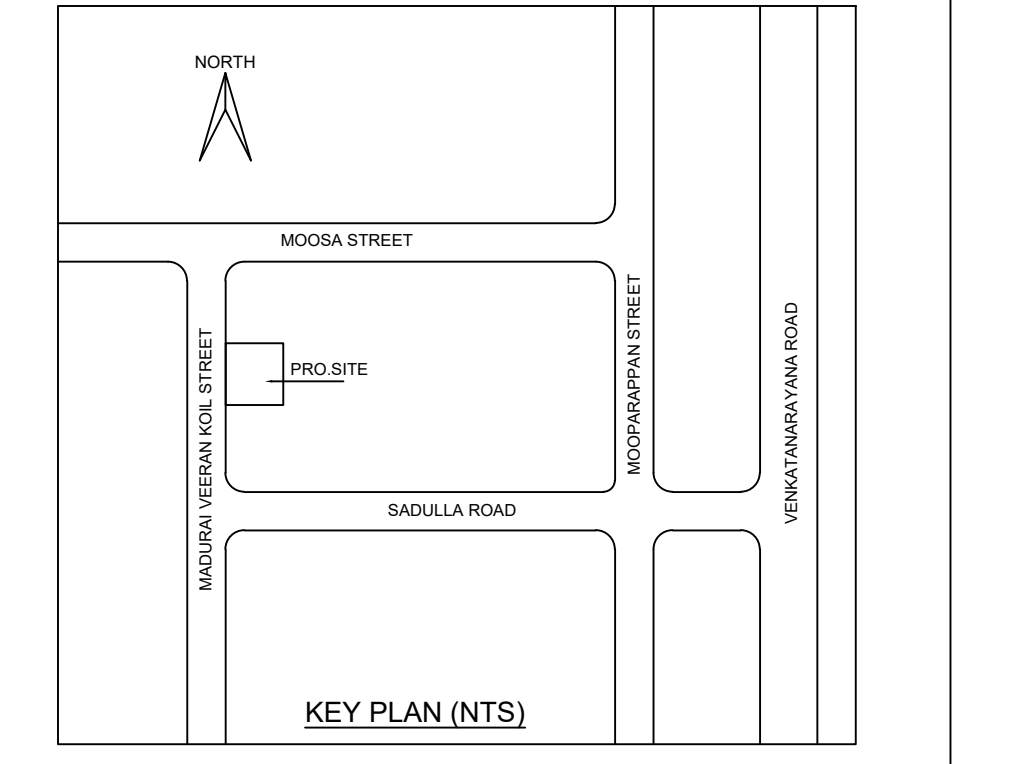 NORTH
MOOSA STREET
MADURAI VEERAN KOIL STREET
PRO.SITE
MOOPARAPPAN STREET
VENKATANARAYANA ROAD
SADULLA ROAD
KEY PLAN (NTS)